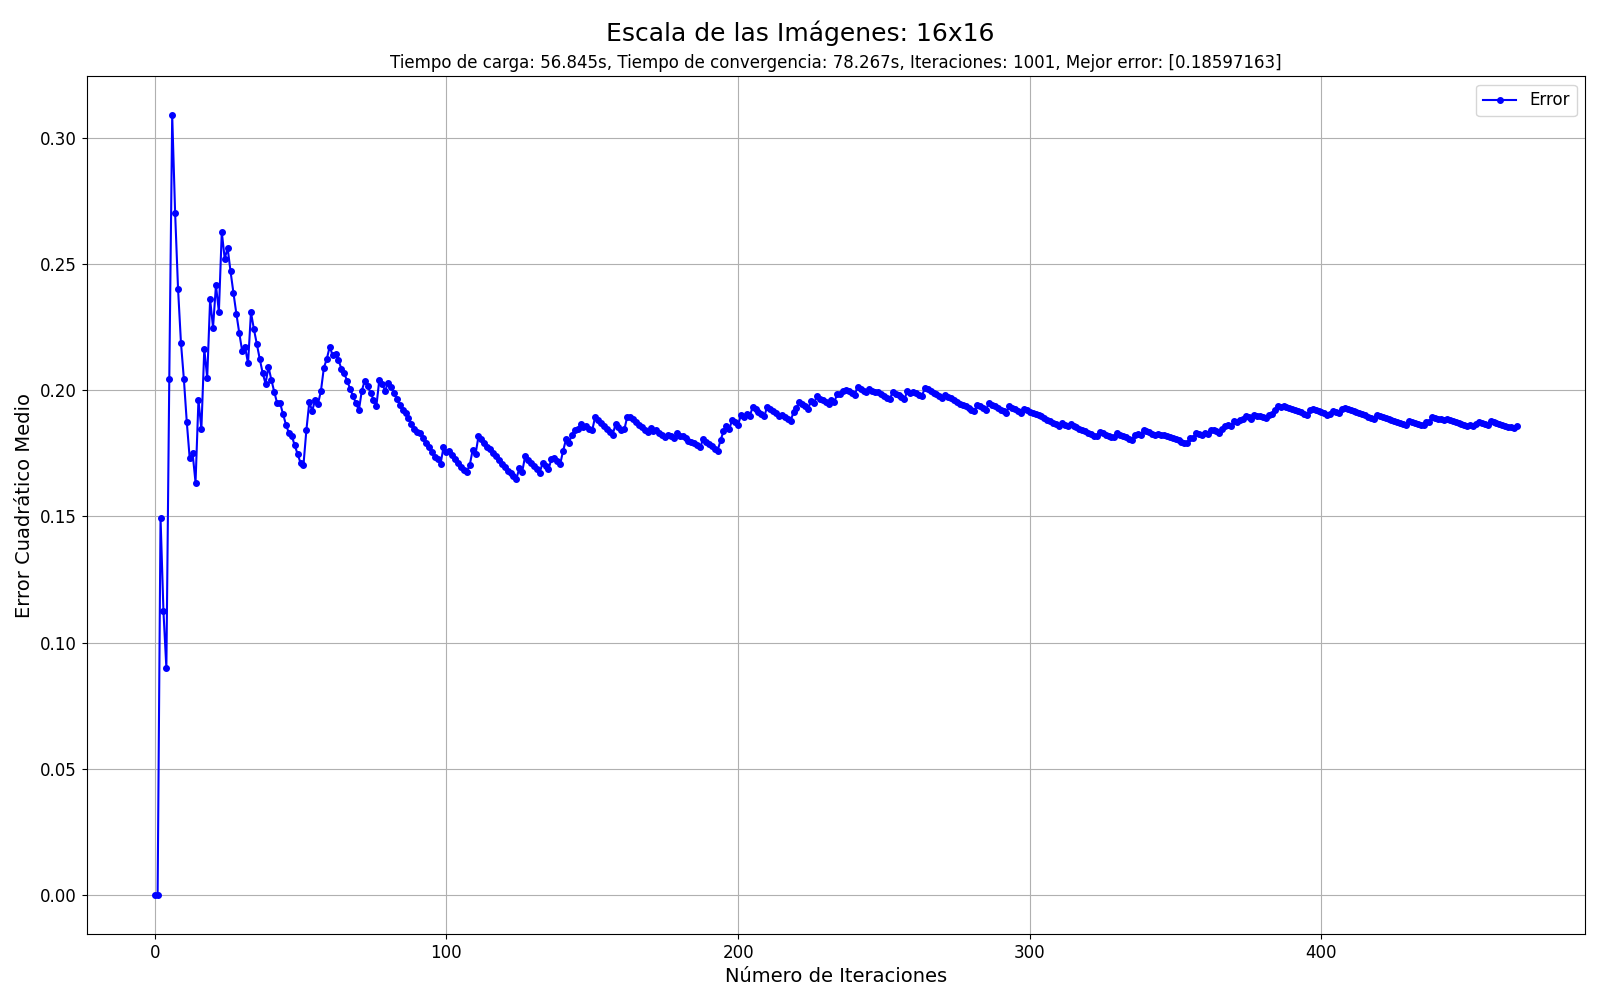 Escala de las Imágenes: 16x16
Tiempo de carga: 56.845s, Tiempo de convergencia: 78.267s, Iteraciones: 1001, Mejor error: [0.18597163]
Error
Error Cuadrático Medio
0.30
0.25
0.20
0.15
0.10
0.05
0.00
0 100 200 300 400
Número de Iteraciones